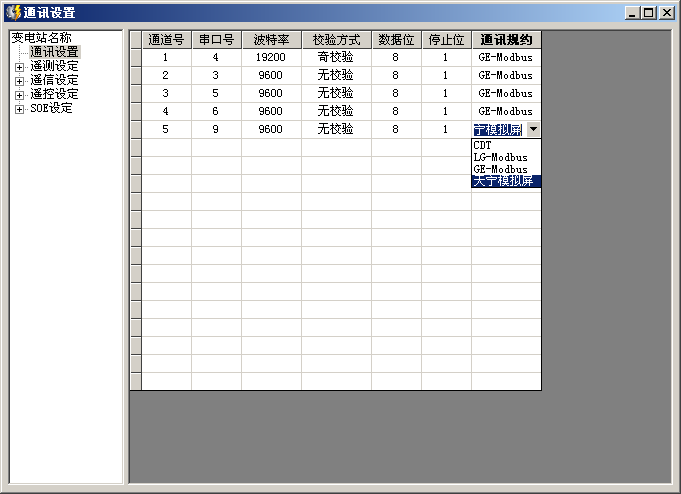 通讯设置
变电站名称
通讯设置
遥测设定
遥信设定
遥控设定
SOE设定
通道号 串口号 波特率 校验方式 数据位 停止位 通讯规约
1 4 19200 奇校验 8 1 GE-Modbus
2 3 9600 无校验 8 1 GE-Modbus
3 5 9600 无校验 8 1 GE-Modbus
4 6 9600 无校验 8 1 GE-Modbus
5 9 9600 无校验 8 1 宁模拟屏
CDT
LG-Modbus
GE-Modbus
天宁模拟屏